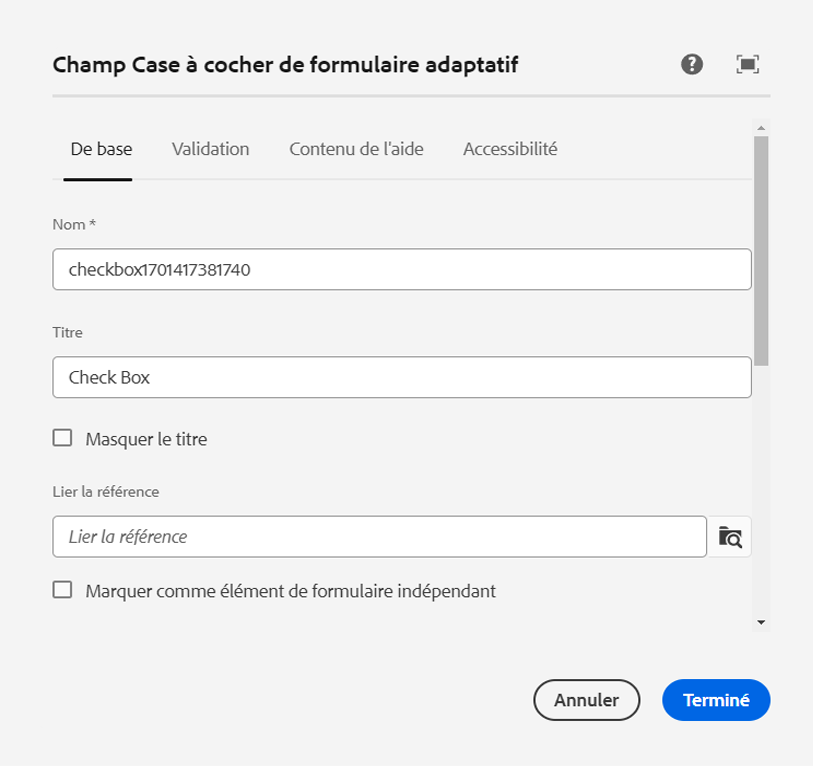 Champ Case à cocher de formulaire adaptatif
De base Validation Contenu de l'aide Accessibilité
Nom *
checkbox1701417381740
Titre
Check Box
Masquer le titre
Lier la référence
Lier la référence
Marquer comme élément de formulaire indépendant
Annuler Terminé